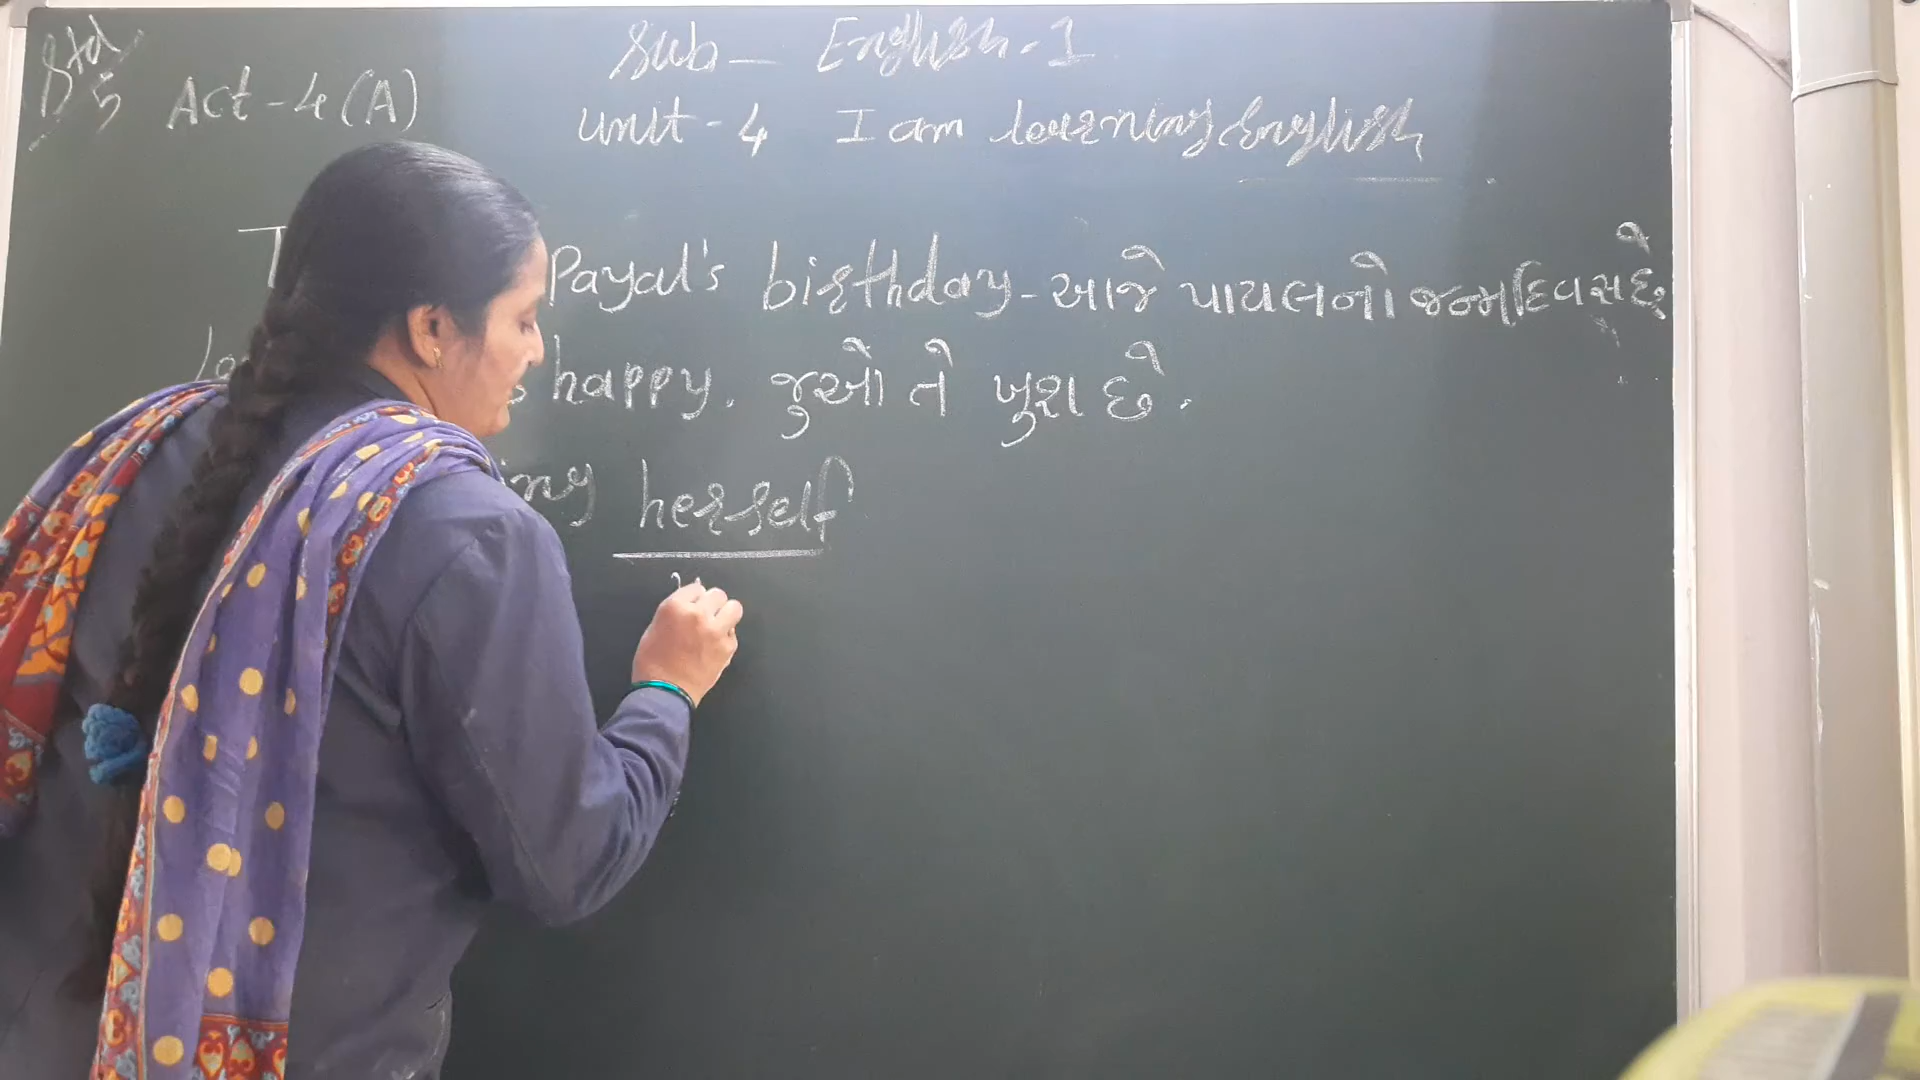 Std 5
Sub - English-1
Act-4(A)
Unit-4 I am learning English
Payal's birthday - આજે પાયલનો જન્મદિવસ છે
happy. જુઓ તે ખુશ છે.
herself